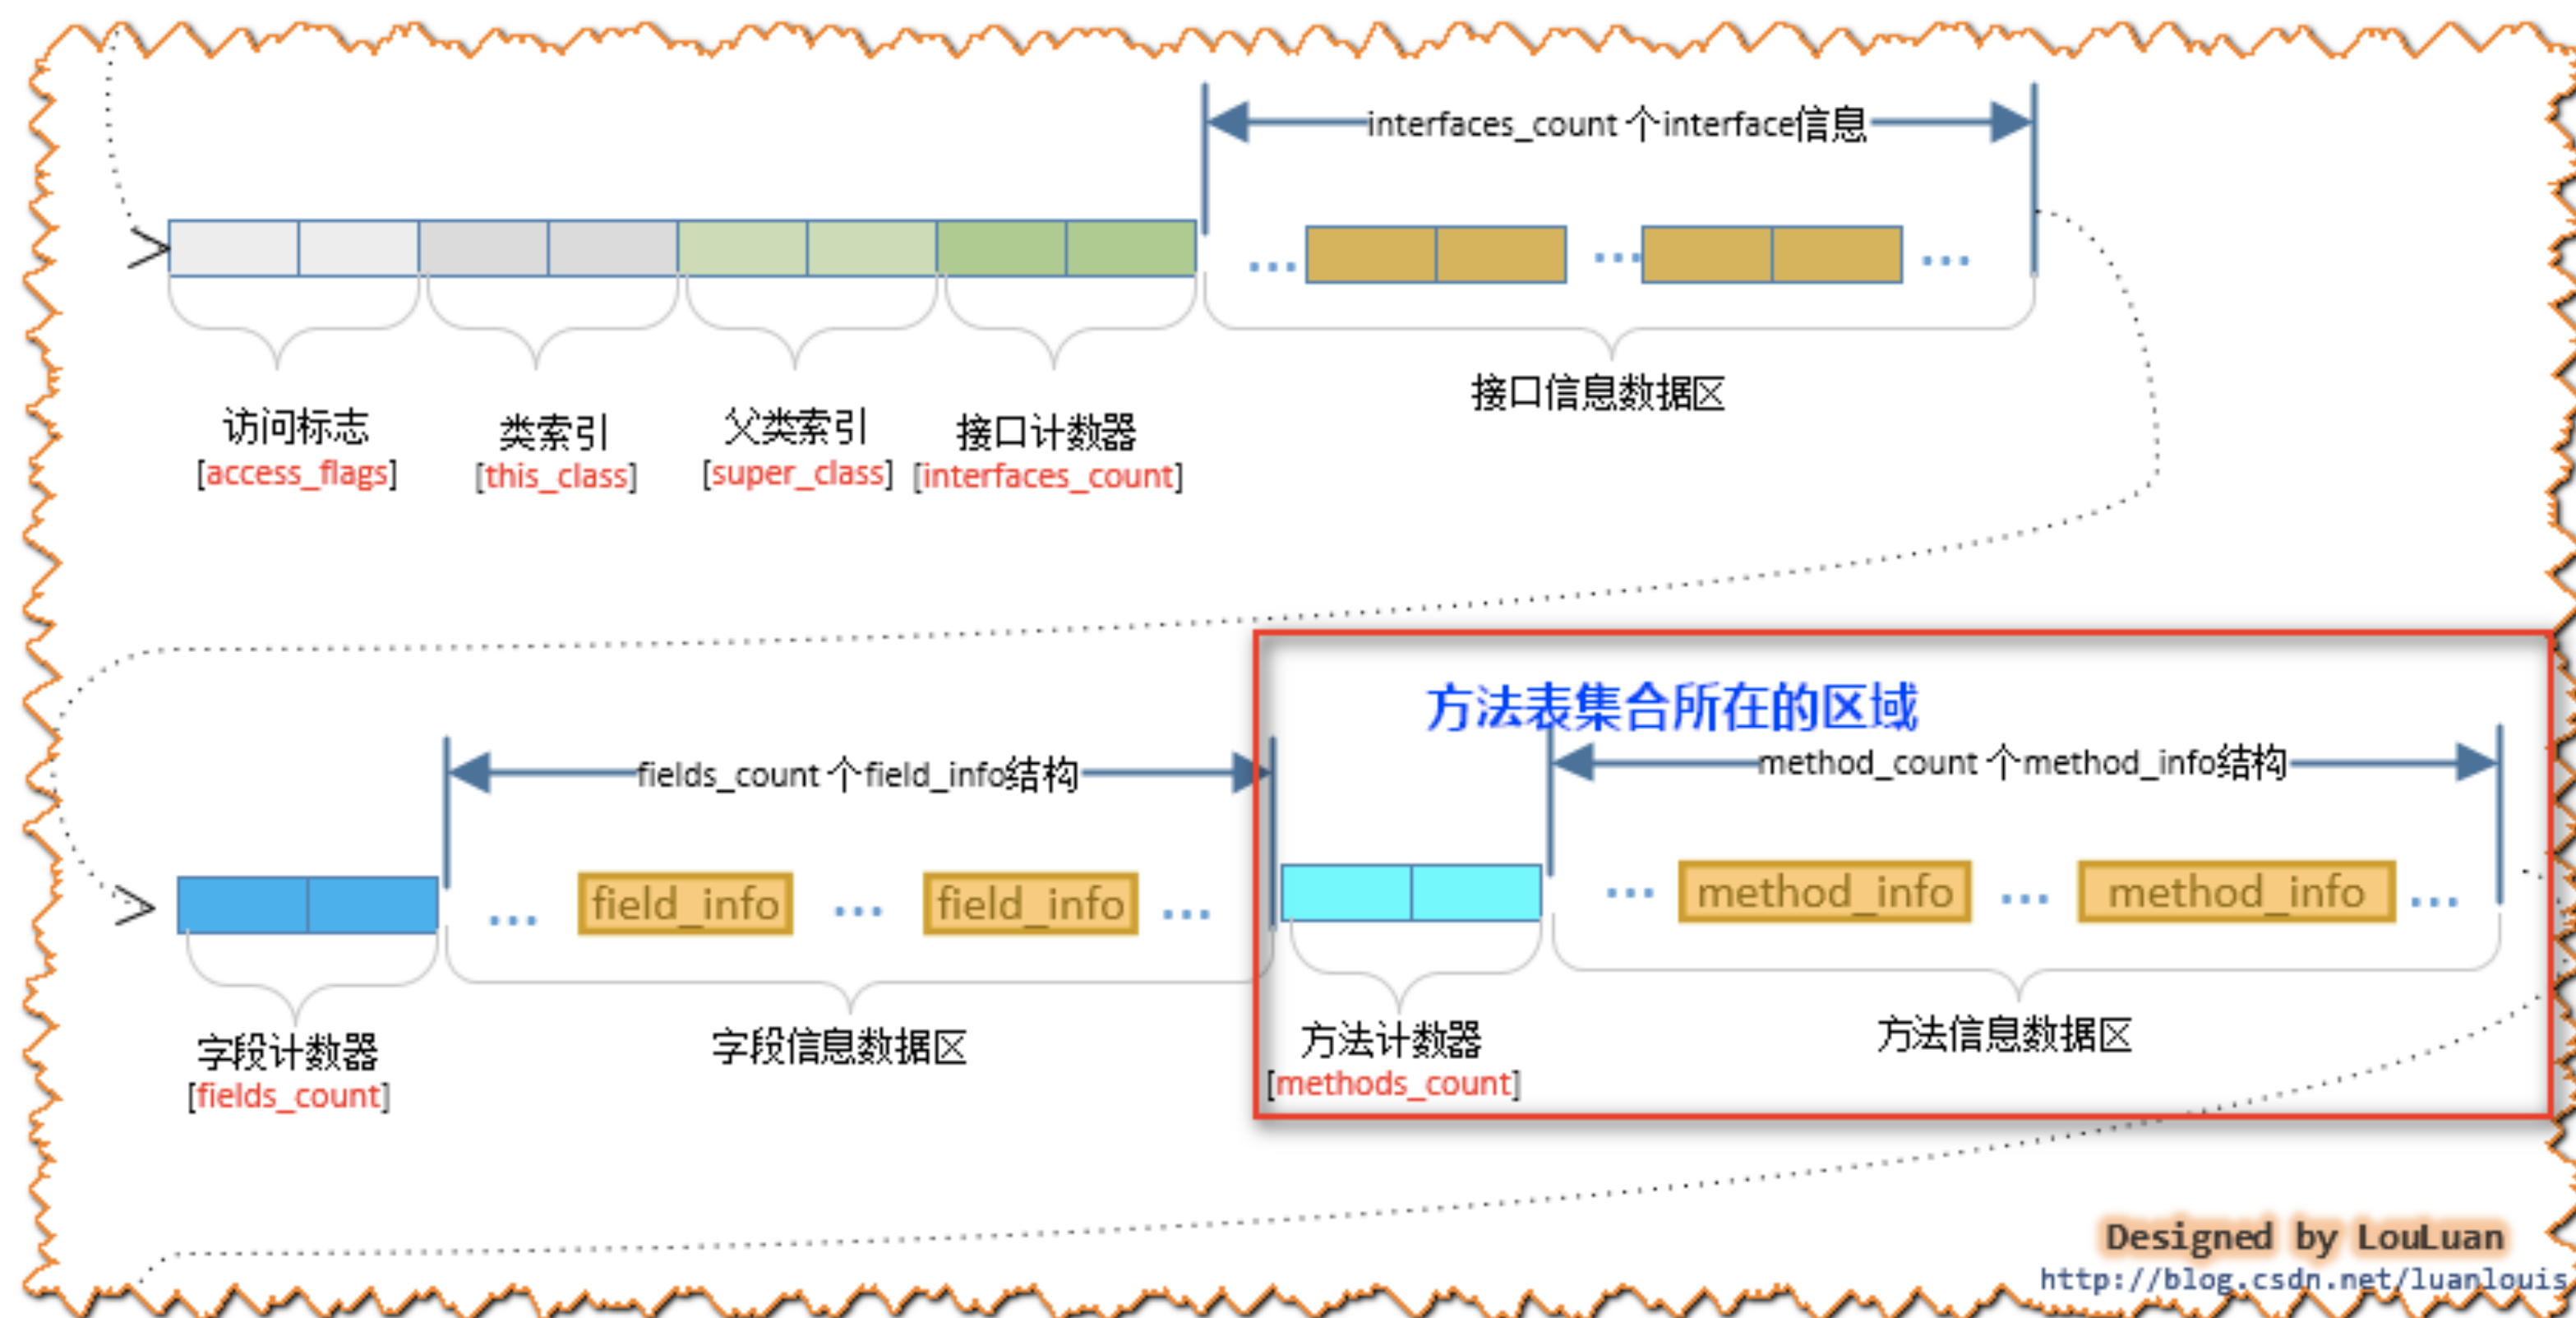 interfaces_count 个interface信息
接口信息数据区
访问标志
[access_flags]
类索引
[this_class]
父类索引
[super_class]
接口计数器
[interfaces_count]
方法表集合所在的区域
fields_count 个field_info结构
method_count 个method_info结构
... field_info ... field_info ...
... method_info ... method_info ...
字段计数器
[fields_count]
字段信息数据区
方法计数器
[methods_count]
方法信息数据区
Designed by LouLuan
http://blog.csdn.net/luanlouis